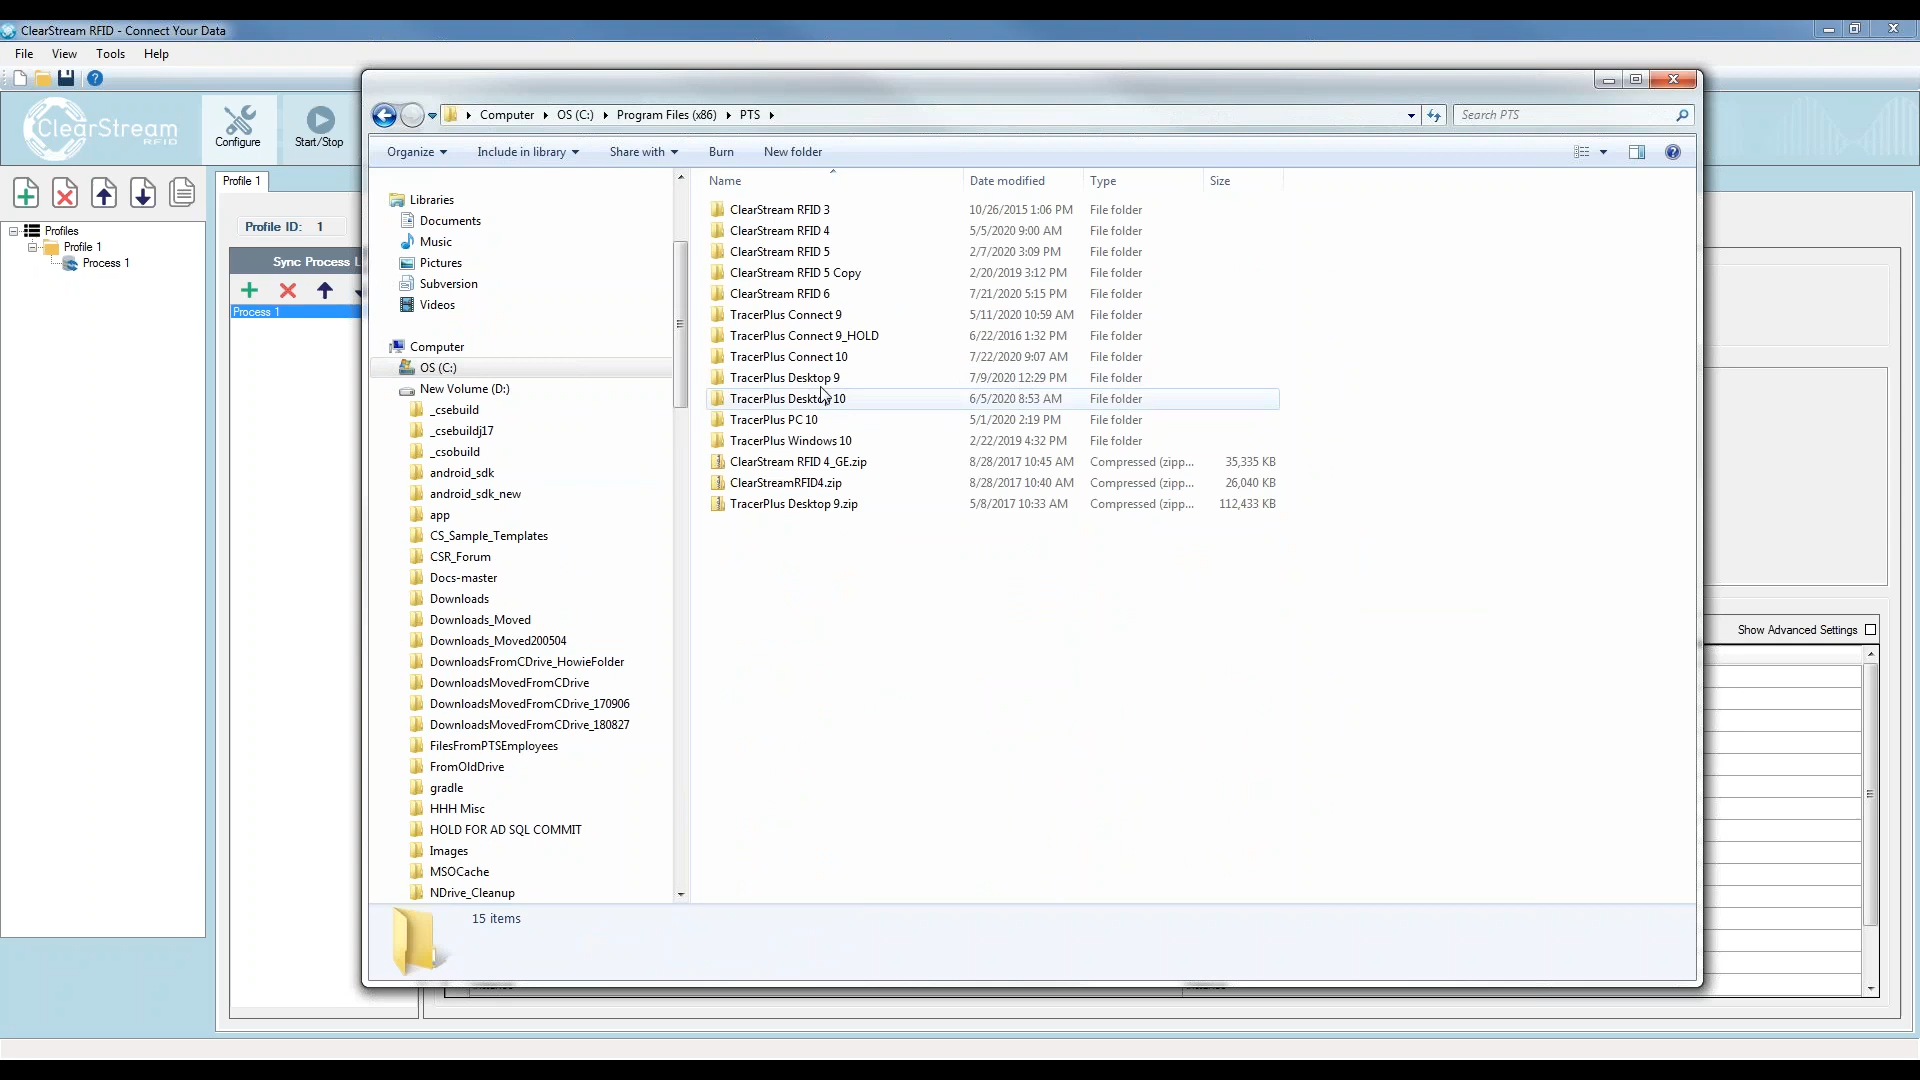 ClearStream RFID - Connect Your Data
File View Tools Help
ClearStream
RFID
Configure
Start/Stop
Profiles
Profile 1
Process 1
Profile 1
Profile ID: 1
Sync Process
Process 1
Computer OS (C:) Program Files (x86) PTS
Search PTS
Organize Include in library Share with Burn New folder
Libraries
Documents
Music
Pictures
Subversion
Videos
Computer
OS (C:)
New Volume (D:)
_csebuild
_csebuildj17
_csobuild
android_sdk
android_sdk_new
app
CS_Sample_Templates
CSR_Forum
Docs-master
Downloads
Downloads_Moved
Downloads_Moved200504
DownloadsFromCDrive_HowieFolder
DownloadsMovedFromCDrive
DownloadsMovedFromCDrive_170906
DownloadsMovedFromCDrive_180827
FilesFromPTSEmployees
FromOldDrive
gradle
HHH Misc
HOLD FOR AD SQL COMMIT
Images
MSOCache
NDrive_Cleanup
Name Date modified Type Size
ClearStream RFID 3 10/26/2015 1:06 PM File folder
ClearStream RFID 4 5/5/2020 9:00 AM File folder
ClearStream RFID 5 2/7/2020 3:09 PM File folder
ClearStream RFID 5 Copy 2/20/2019 3:12 PM File folder
ClearStream RFID 6 7/21/2020 5:15 PM File folder
TracerPlus Connect 9 5/11/2020 10:59 AM File folder
TracerPlus Connect 9_HOLD 6/22/2016 1:32 PM File folder
TracerPlus Connect 10 7/22/2020 9:07 AM File folder
TracerPlus Desktop 9 7/9/2020 12:29 PM File folder
TracerPlus Desktop 10 6/5/2020 8:53 AM File folder
TracerPlus PC 10 5/1/2020 2:19 PM File folder
TracerPlus Windows 10 2/22/2019 4:32 PM File folder
ClearStream RFID 4_GE.zip 8/28/2017 10:45 AM Compressed (zipp... 35,335 KB
ClearStreamRFID4.zip 8/28/2017 10:40 AM Compressed (zipp... 26,040 KB
TracerPlus Desktop 9.zip 5/8/2017 10:33 AM Compressed (zipp... 112,433 KB
15 items
Show Advanced Settings